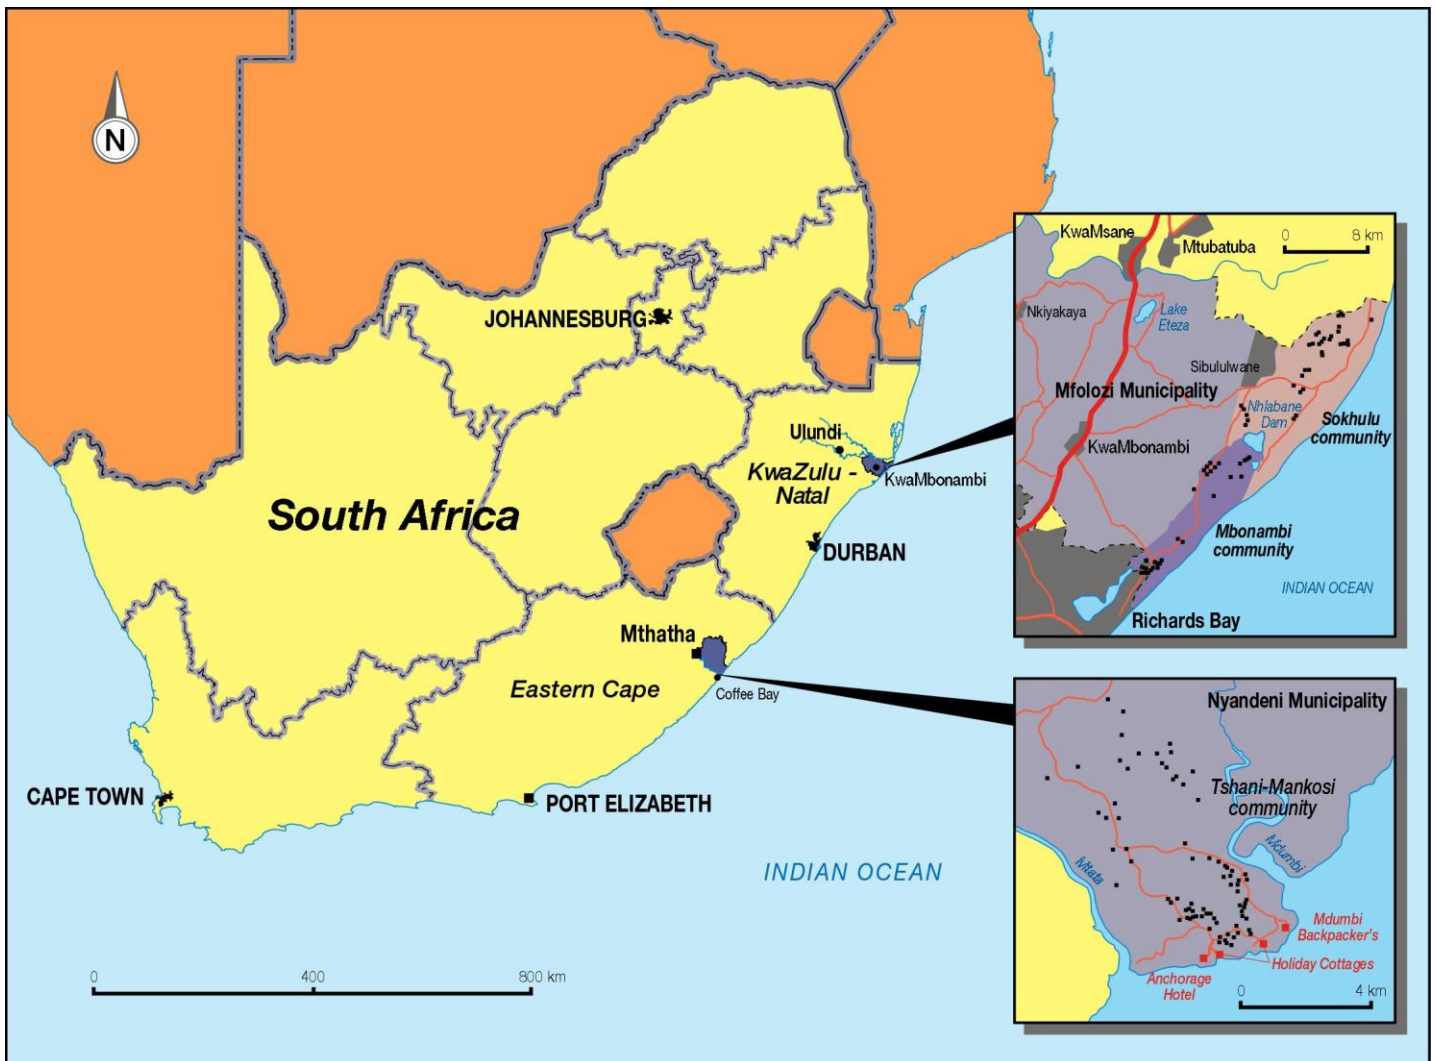 N
JOHANNESBURG
Ulundi
KwaZulu -
Natal
KwaMbonambi
South Africa
DURBAN
Mthatha
Eastern Cape
Coffee Bay
CAPE TOWN
PORT ELIZABETH
INDIAN OCEAN
0 400 800 km
KwaMsane
Mtubatuba
0 8 km
Nkiyakaya
Lake
Eteza
Sibululwane
Mfolozi Municipality
Nhlabane
Dam
Sokhulu
community
KwaMbonambi
Mbonambi
community
INDIAN OCEAN
Richards Bay
Nyandeni Municipality
Tshani-Mankosi
community
Mdumbi
Mtata
Mdumbi
Backpacker's
Holiday Cottages
Anchorage
Hotel
0 4 km